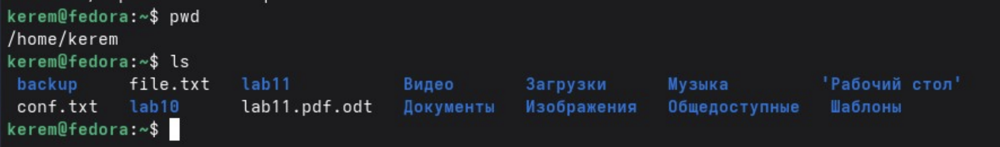 kerem@fedora:~$ pwd
/home/kerem
kerem@fedora:~$ ls
backup file.txt lab11 Видео Загрузки Музыка 'Рабочий стол'
conf.txt lab10 lab11.pdf.odt Документы Изображения Общедоступные Шаблоны
kerem@fedora:~$